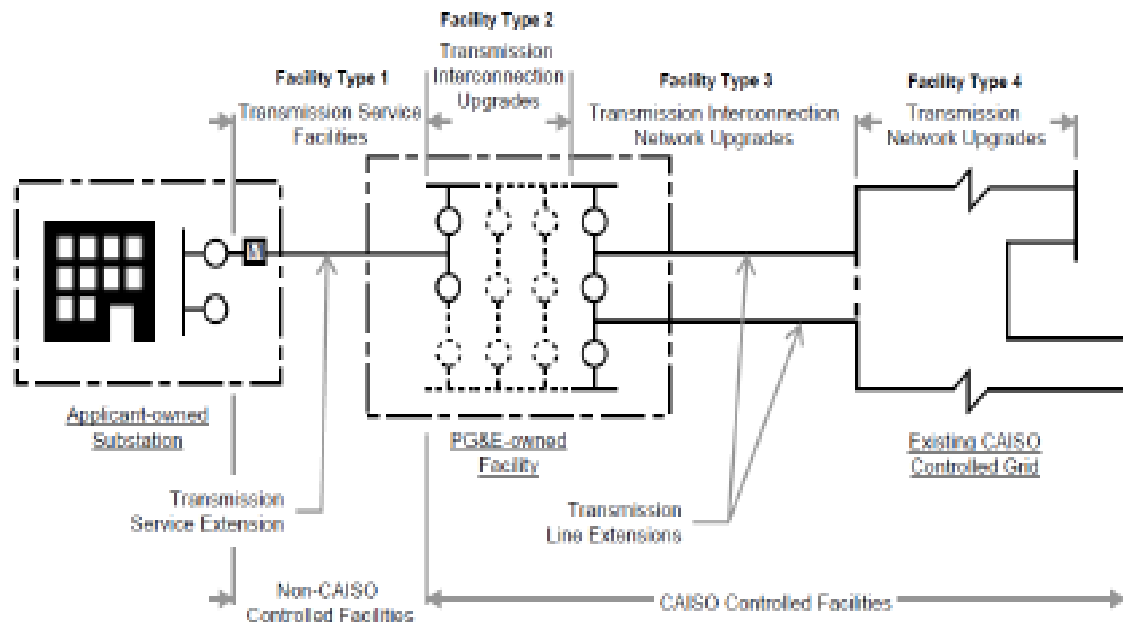 Facility Type 2
Transmission
Interconnection
Upgrades
Facility Type 1
Transmission Service
Facilities
Facility Type 3
Transmission Interconnection
Network Upgrades
Facility Type 4
Transmission
Network Upgrades
M
Applicant-owned
Substation
PG&E-owned
Facility
Existing CAISO
Controlled Grid
Transmission
Service Extension
Transmission
Line Extensions
Non-CAISO
Controlled Facilities
CAISO Controlled Facilities